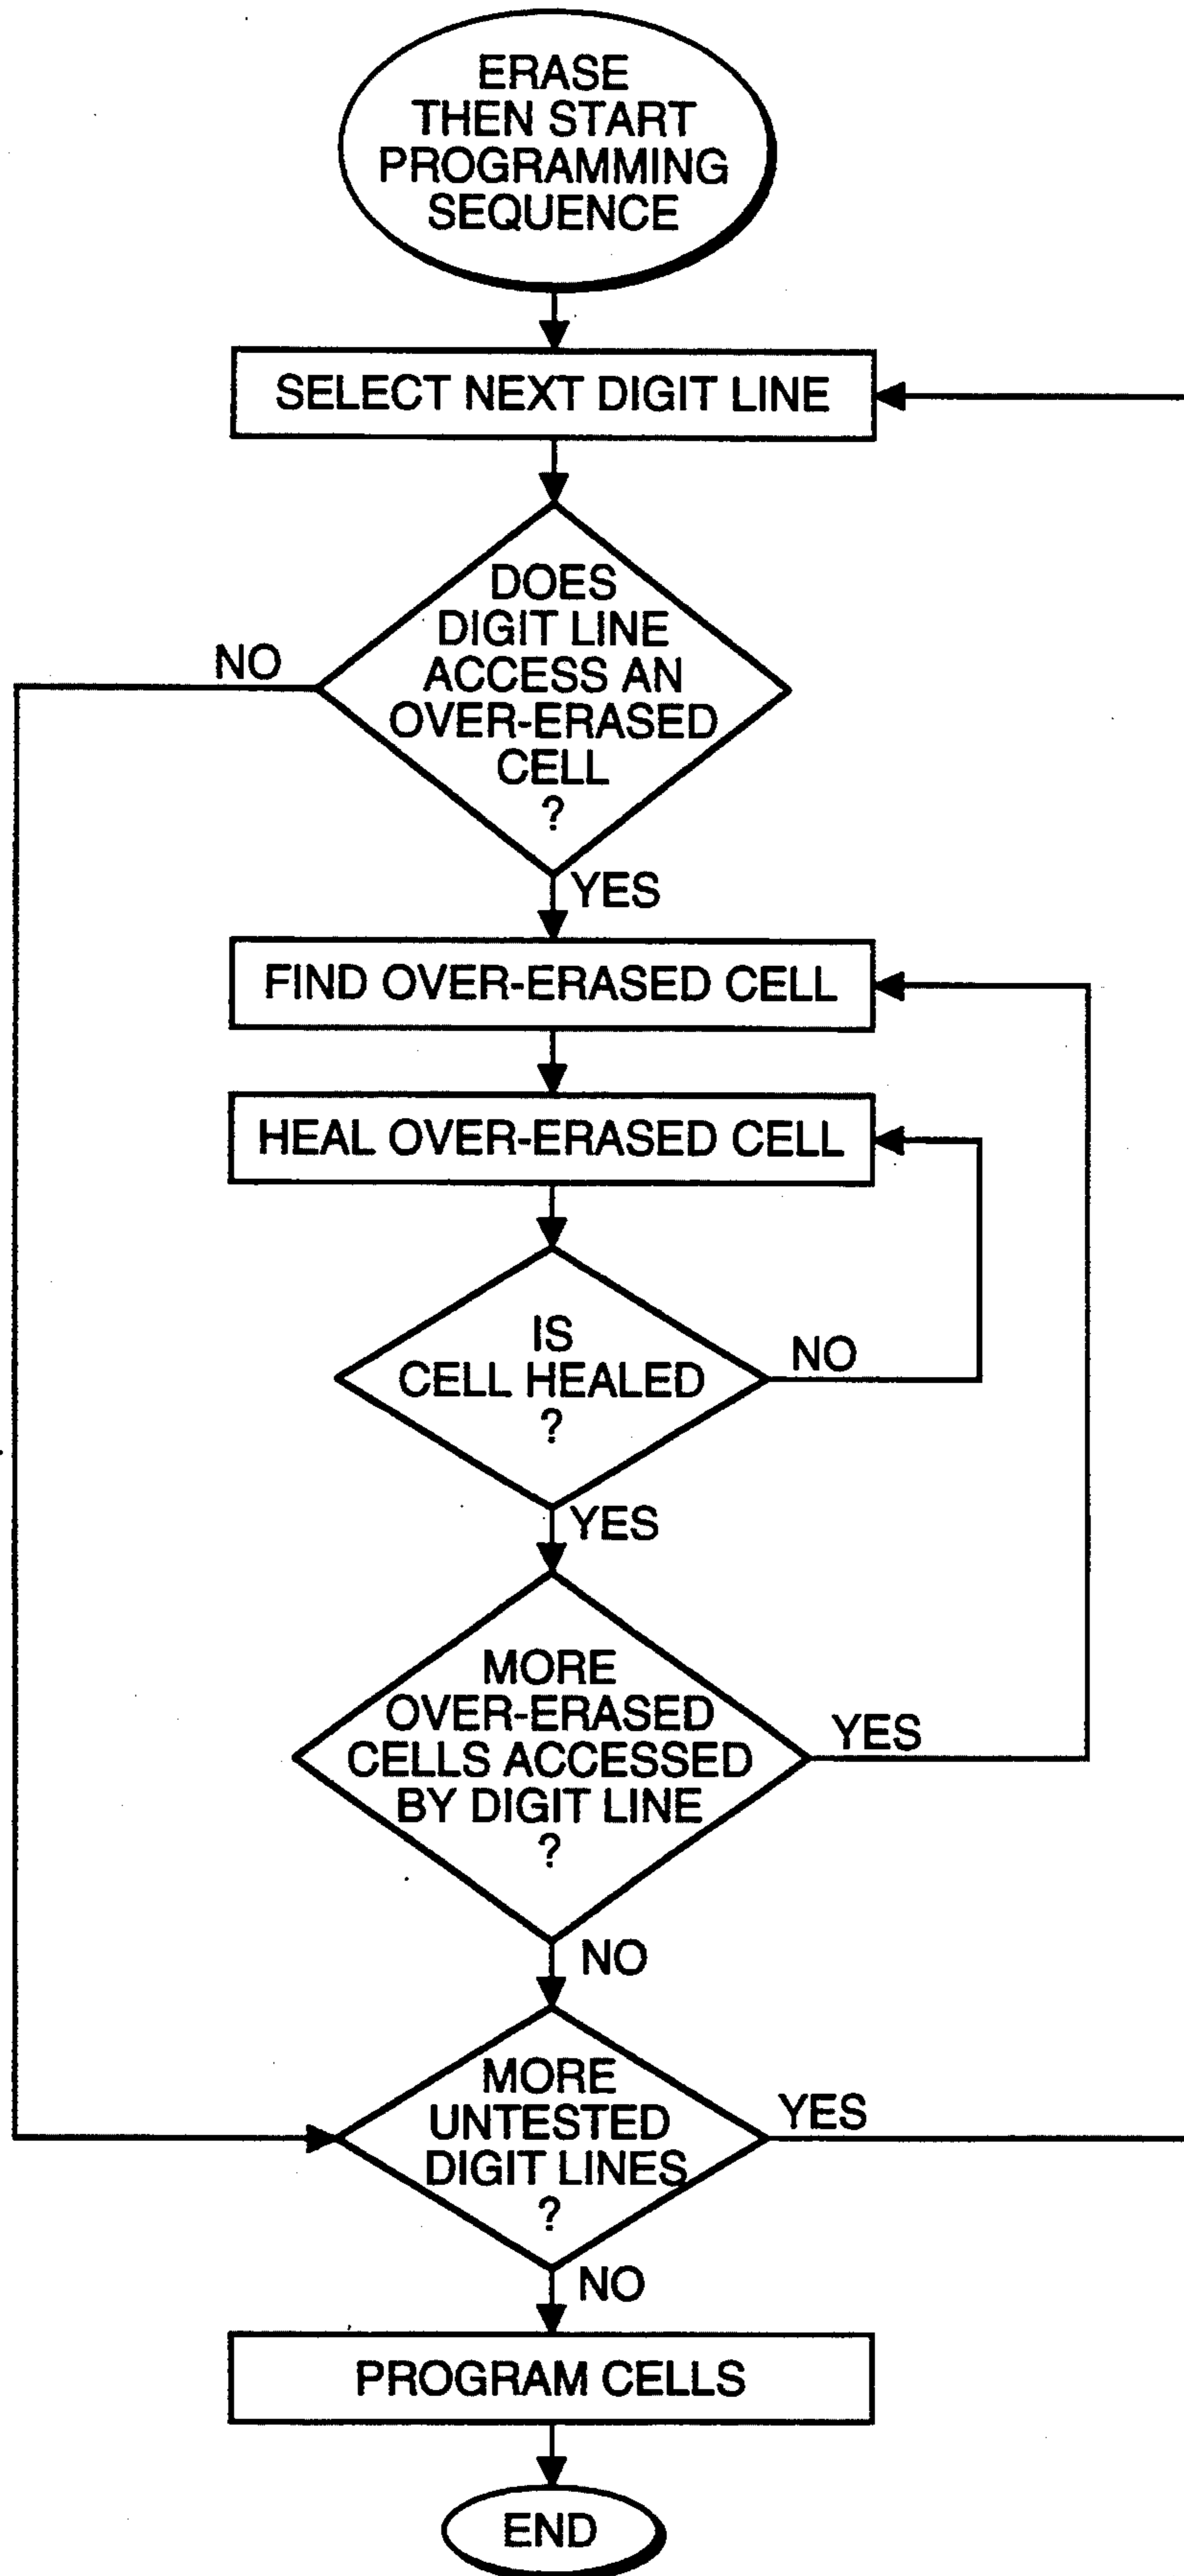 ERASE
THEN START
PROGRAMMING
SEQUENCE
SELECT NEXT DIGIT LINE
DOES
DIGIT LINE
ACCESS AN
OVER-ERASED
CELL
?
NO
YES
FIND OVER-ERASED CELL
HEAL OVER-ERASED CELL
IS
CELL HEALED
?
NO
YES
MORE
OVER-ERASED
CELLS ACCESSED
BY DIGIT LINE
?
YES
NO
MORE
UNTESTED
DIGIT LINES
?
YES
NO
PROGRAM CELLS
END